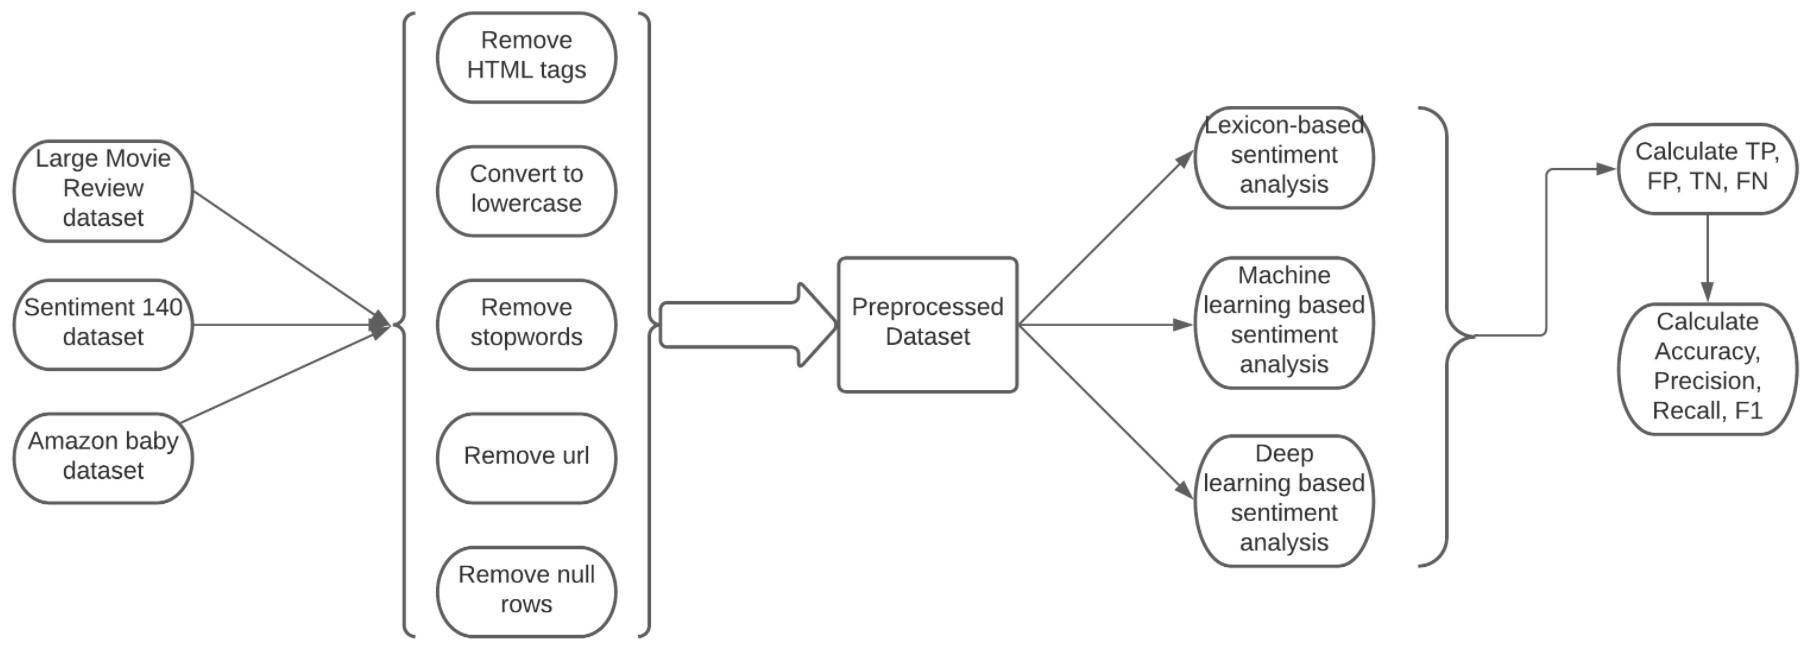 Large Movie
Review
dataset
Sentiment 140
dataset
Amazon baby
dataset
Remove
HTML tags
Convert to
lowercase
Remove
stopwords
Remove url
Remove null
rows
Preprocessed
Dataset
Lexicon-based
sentiment
analysis
Machine
learning based
sentiment
analysis
Deep
learning based
sentiment
analysis
Calculate TP,
FP, TN, FN
Calculate
Accuracy,
Precision,
Recall, F1